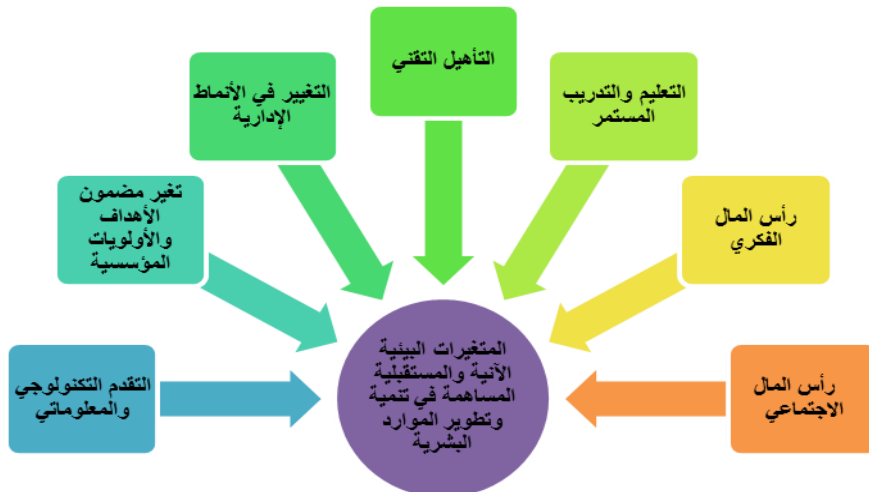 التأهيل التقني
التعليم والتدريب
المستمر
التغيير في الأنماط
الإدارية
رأس المال
الفكري
تغير مضمون
الأهداف
والأولويات
المؤسسية
رأس المال
الاجتماعي
التقدم التكنولوجي
والمعلوماتي
المتغيرات البيئية
الآنية والمستقبلية
المساهمة في تنمية
وتطوير الموارد
البشرية